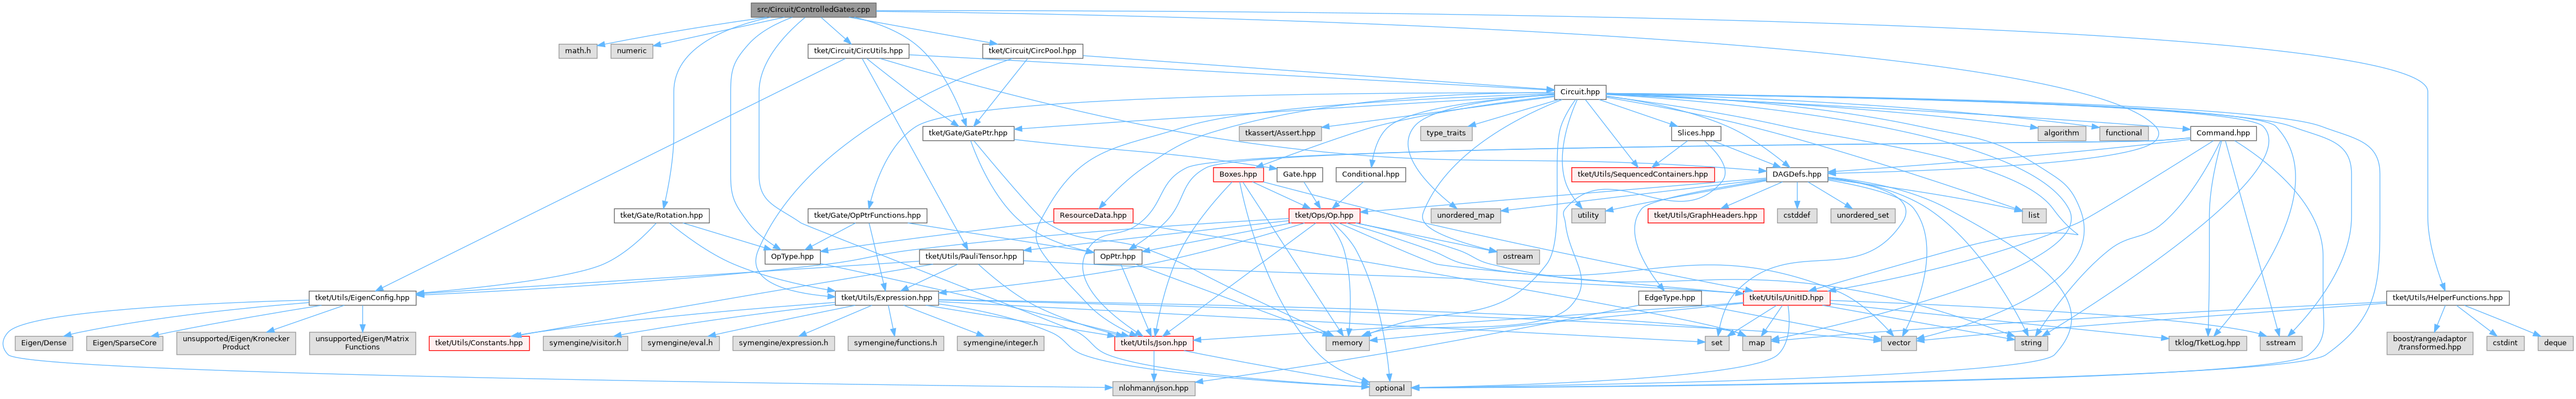 src/Circuit/ControlledGates.cpp
math.h
numeric
tket/Circuit/CircUtils.hpp
tket/Circuit/CircPool.hpp
Circuit.hpp
tket/Gate/GatePtr.hpp
tkassert/Assert.hpp
type_traits
Slices.hpp
algorithm
functional
Command.hpp
Boxes.hpp
Gate.hpp
Conditional.hpp
tket/Utils/SequencedContainers.hpp
DAGDefs.hpp
tket/Gate/Rotation.hpp
tket/Gate/OpPtrFunctions.hpp
ResourceData.hpp
tket/Ops/Op.hpp
unordered_map
utility
tket/Utils/GraphHeaders.hpp
cstddef
unordered_set
list
OpType.hpp
tket/Utils/PauliTensor.hpp
OpPtr.hpp
ostream
tket/Utils/EigenConfig.hpp
tket/Utils/Expression.hpp
EdgeType.hpp
tket/Utils/UnitID.hpp
tket/Utils/HelperFunctions.hpp
Eigen/Dense
Eigen/SparseCore
unsupported/Eigen/Kronecker
Product
unsupported/Eigen/Matrix
Functions
tket/Utils/Constants.hpp
symengine/visitor.h
symengine/eval.h
symengine/expression.h
symengine/functions.h
symengine/integer.h
tket/Utils/Json.hpp
memory
set
map
vector
string
tklog/TketLog.hpp
sstream
boost/range/adaptor
/transformed.hpp
cstdint
deque
nlohmann/json.hpp
optional